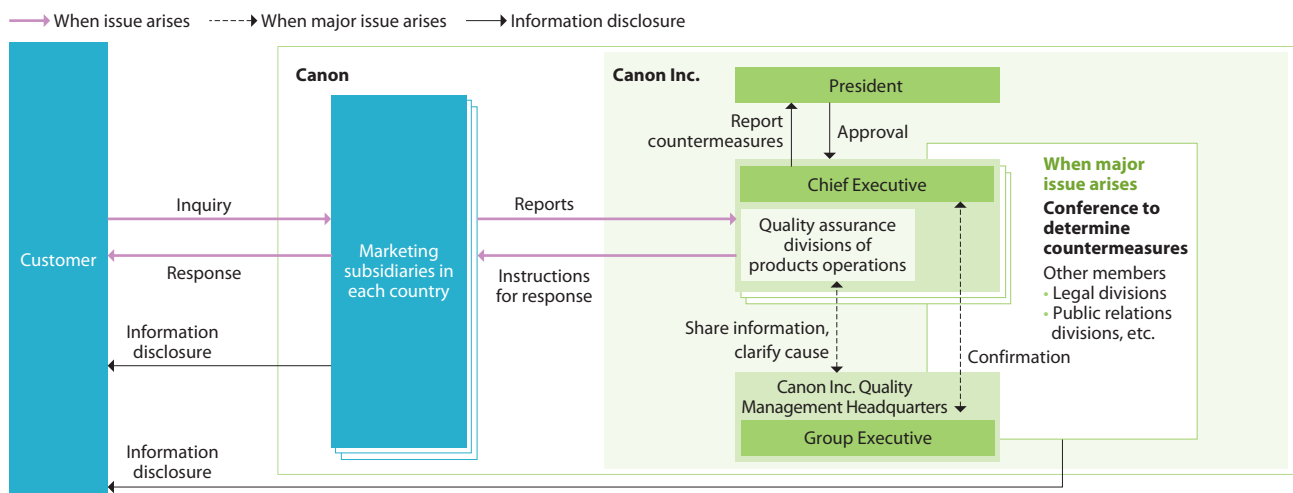 When issue arises
When major issue arises
Information disclosure
Customer
Inquiry
Response
Information
disclosure
Information
disclosure
Canon
Marketing
subsidiaries in
each country
Reports
Instructions
for response
Canon Inc.
President
Report
countermeasures
Approval
Chief Executive
Quality assurance
divisions of
products operations
Share information,
clarify cause
Confirmation
Canon Inc. Quality
Management Headquarters
Group Executive
When major
issue arises
Conference to
determine
countermeasures
Other members
• Legal divisions
• Public relations
divisions, etc.